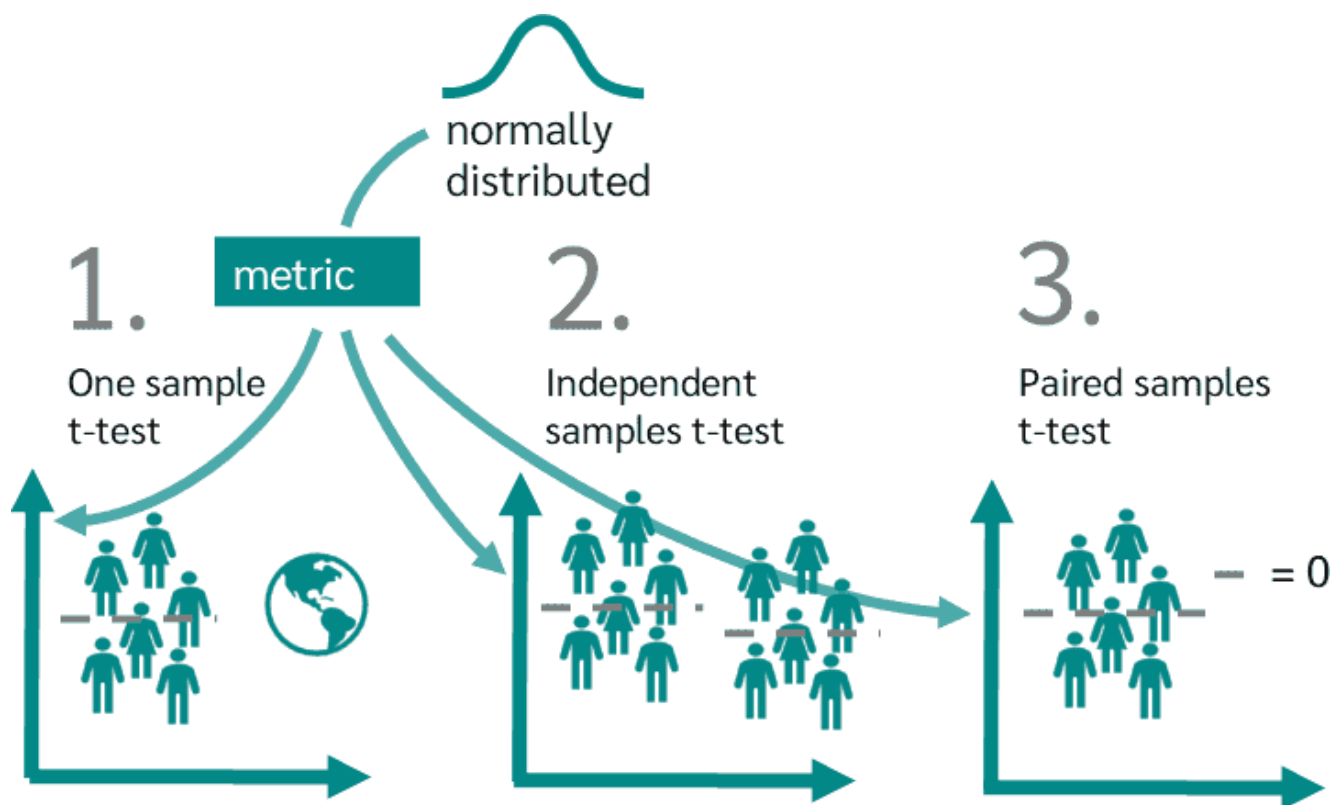 normally
distributed
metric
1.
One sample
t-test
2.
Independent
samples t-test
3.
Paired samples
t-test
= 0